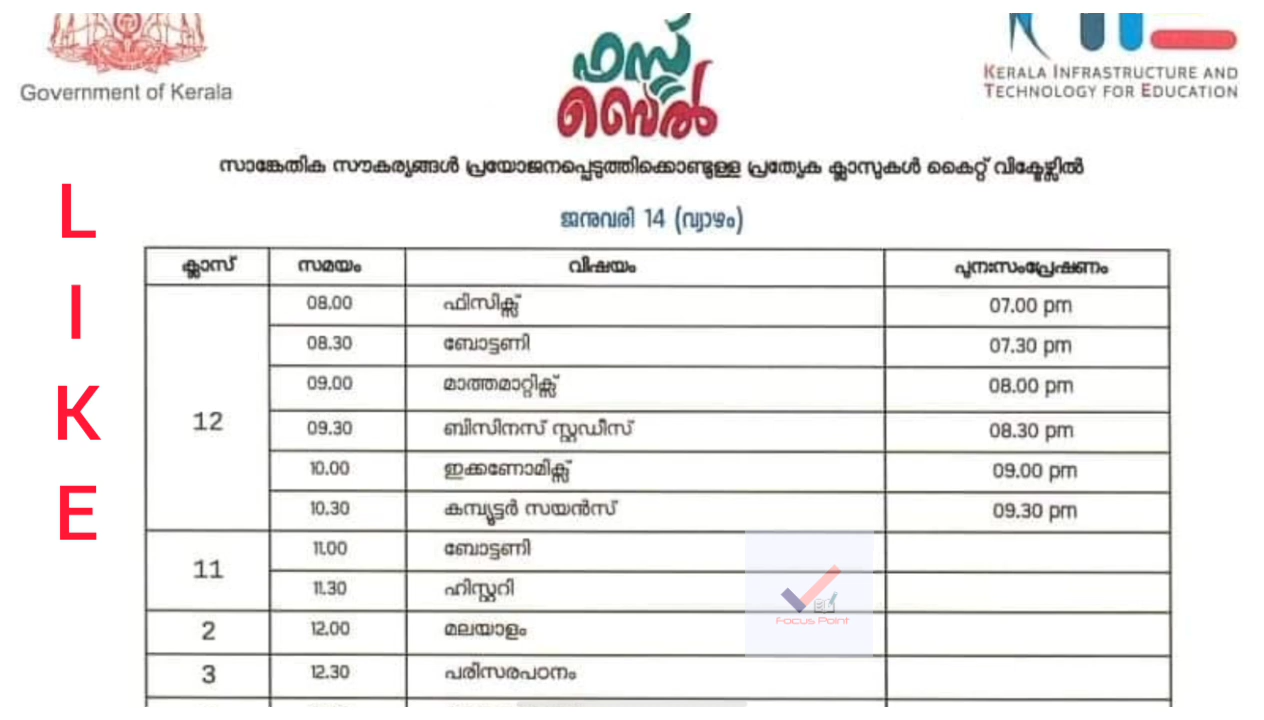 Government of Kerala
ഫസ്റ്റ്
ബെൽ
KERALA INFRASTRUCTURE AND
TECHNOLOGY FOR EDUCATION
സാങ്കേതിക സൗകര്യങ്ങൾ പ്രയോജനപ്പെടുത്തിക്കൊണ്ടുള്ള പ്രത്യേക ക്ലാസുകൾ കൈറ്റ് വിക്ടേഴ്സിൽ
ജനുവരി 14 (വ്യാഴം)
L
I
K
E
ക്ലാസ് സമയം വിഷയം പുനഃസംപ്രേഷണം
12 08.00 ഫിസിക്സ് 07.00 pm
08.30 ബോട്ടണി 07.30 pm
09.00 മാത്തമാറ്റിക്സ് 08.00 pm
09.30 ബിസിനസ് സ്റ്റഡീസ് 08.30 pm
10.00 ഇക്കണോമിക്സ് 09.00 pm
10.30 കമ്പ്യൂട്ടർ സയൻസ് 09.30 pm
11 11.00 ബോട്ടണി
11.30 ഹിസ്റ്ററി
2 12.00 മലയാളം
3 12.30 പരിസരപഠനം
Focus Point